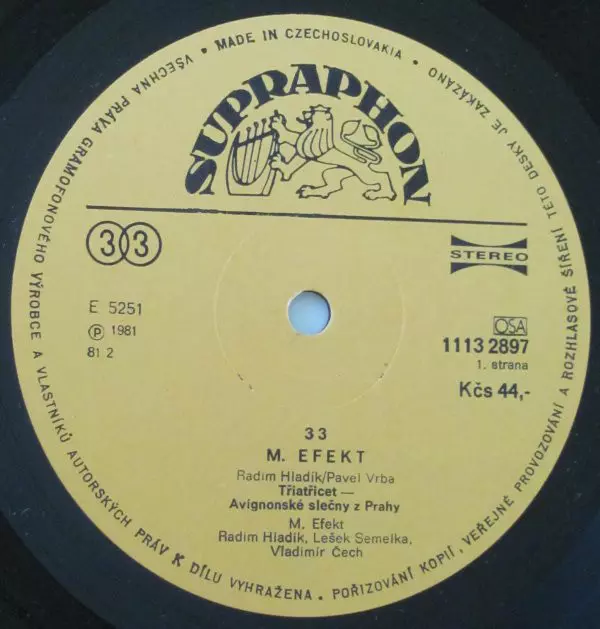 VŠECHNA PRÁVA GRAMOFONOVÉHO VÝROBCE A VLASTNÍKŮ AUTORSKÝCH PRÁV K DÍLU VYHRAŽENA. POŘIZOVÁNÍ KOPIÍ, VEŘEJNÉ PROVOZOVÁNÍ A ROZHLASOVÉ ŠÍŘENÍ TÉTO DESKY JE ZAKÁZÁNO • MADE IN CZECHOSLOVAKIA •
SUPRAPHON
33
STEREO
E 5251
Ⓟ 1981
81 2
OSA
1113 2897
1. strana
Kčs 44,-
33
M. EFEKT
Radim Hladík/Pavel Vrba
Třiatřicet —
Avignonské slečny z Prahy
M. Efekt
Radim Hladík, Lešek Semelka,
Vladimír Čech